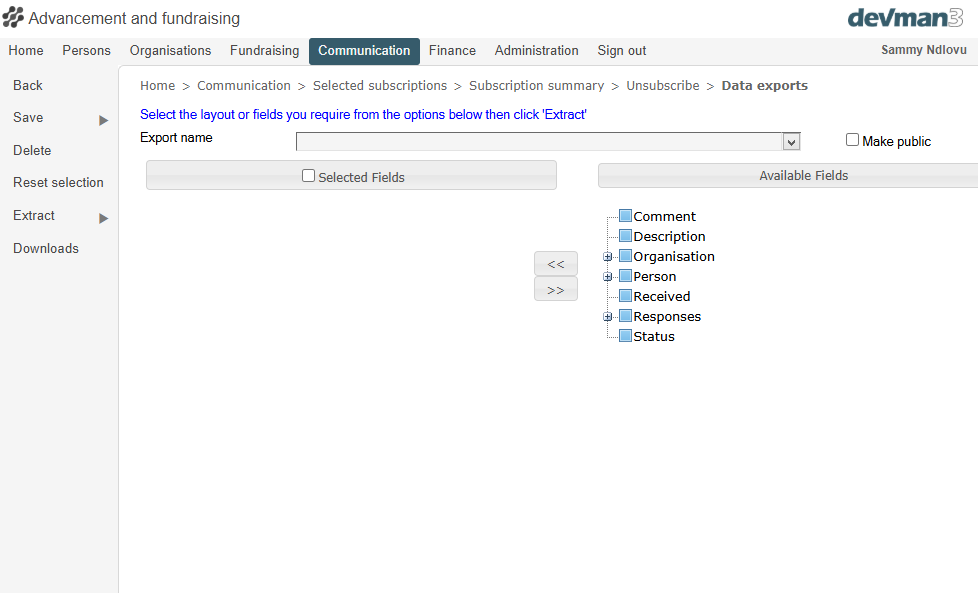 Advancement and fundraising
devman3
Home Persons Organisations Fundraising Communication Finance Administration Sign out Sammy Ndlovu
Back
Save
Delete
Reset selection
Extract
Downloads
Home > Communication > Selected subscriptions > Subscription summary > Unsubscribe > Data exports
Select the layout or fields you require from the options below then click 'Extract'
Export name
Make public
Selected Fields
Available Fields
<<
>>
Comment
Description
Organisation
Person
Received
Responses
Status